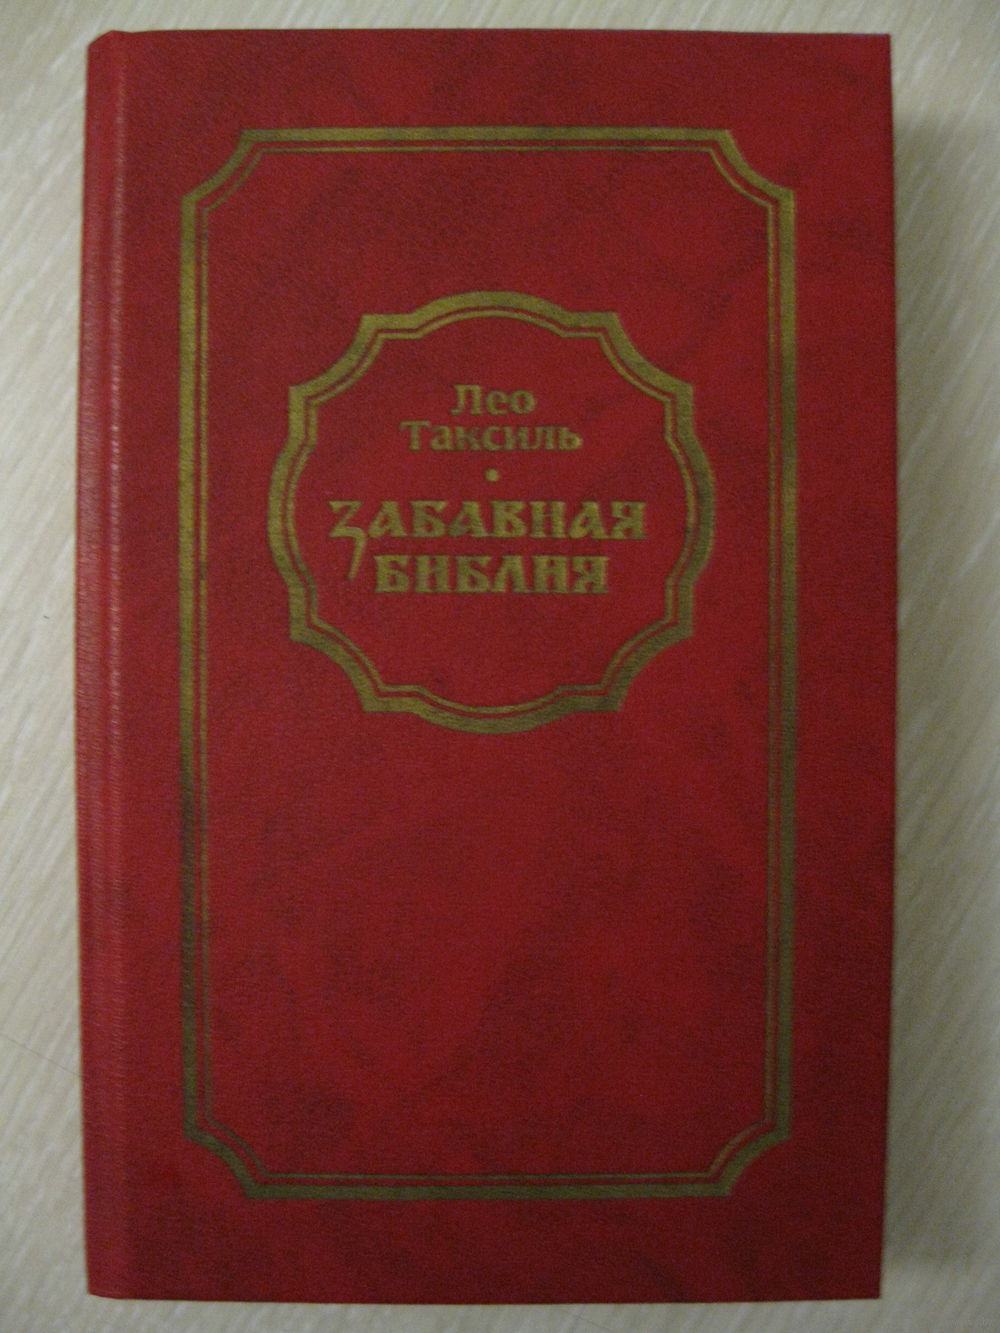 Лео
Таксиль
•
ЗАБАВНАЯ
БИБЛИЯ